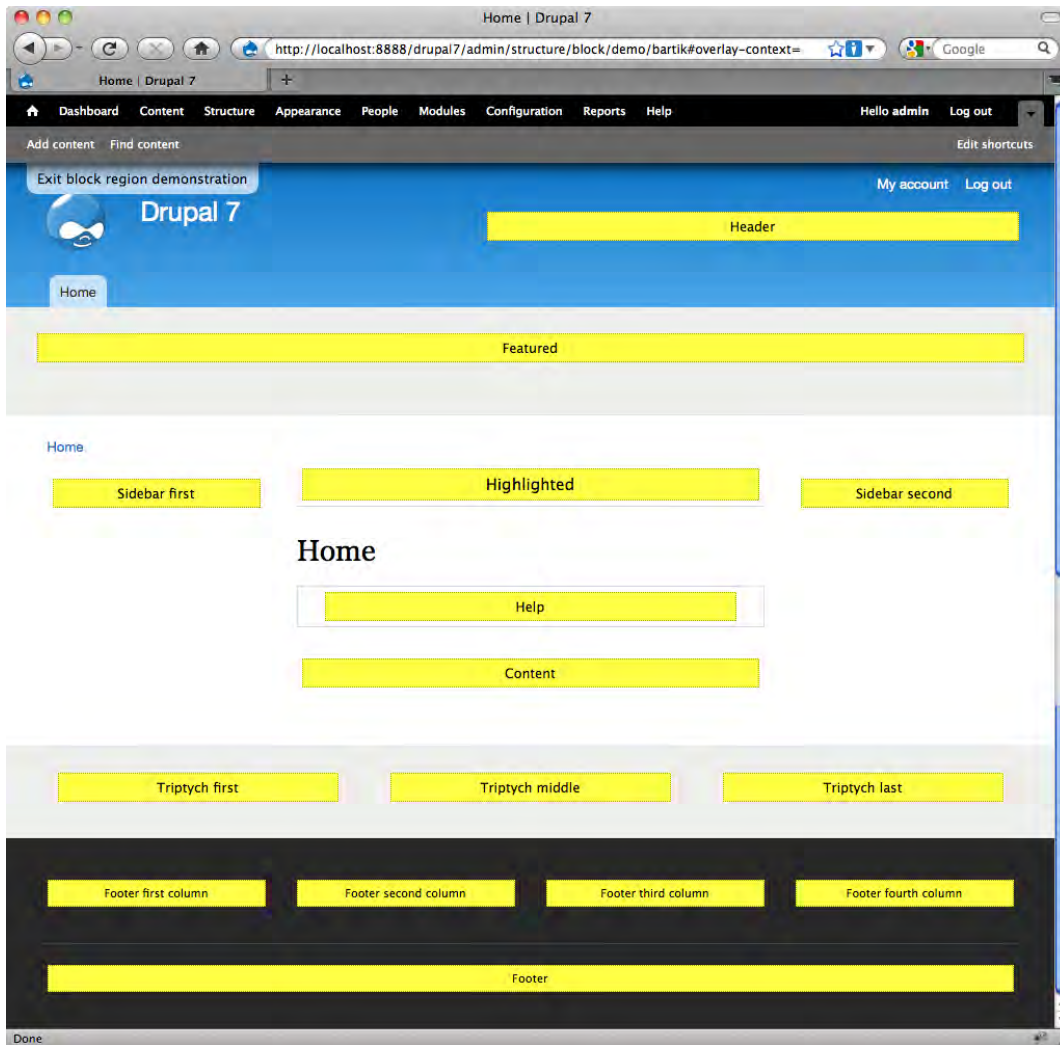 Home | Drupal 7
http://localhost:8888/drupal7/admin/structure/block/demo/bartik#overlay-context=
Google
Home | Drupal 7
Dashboard Content Structure Appearance People Modules Configuration Reports Help Hello admin Log out
Add content Find content Edit shortcuts
Exit block region demonstration
My account Log out
Drupal 7
Header
Home
Featured
Home
Sidebar first
Highlighted
Sidebar second
Home
Help
Content
Triptych first Triptych middle Triptych last
Footer first column Footer second column Footer third column Footer fourth column
Footer
Done